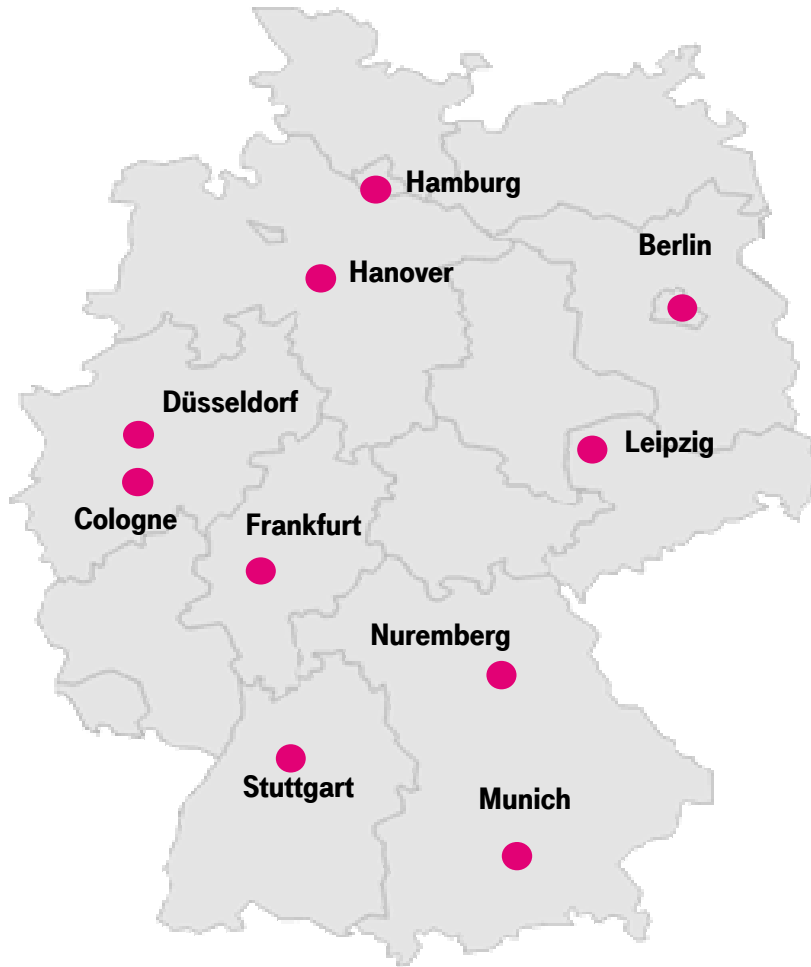 Hamburg
Berlin
Hanover
Düsseldorf
Leipzig
Cologne
Frankfurt
Nuremberg
Stuttgart
Munich